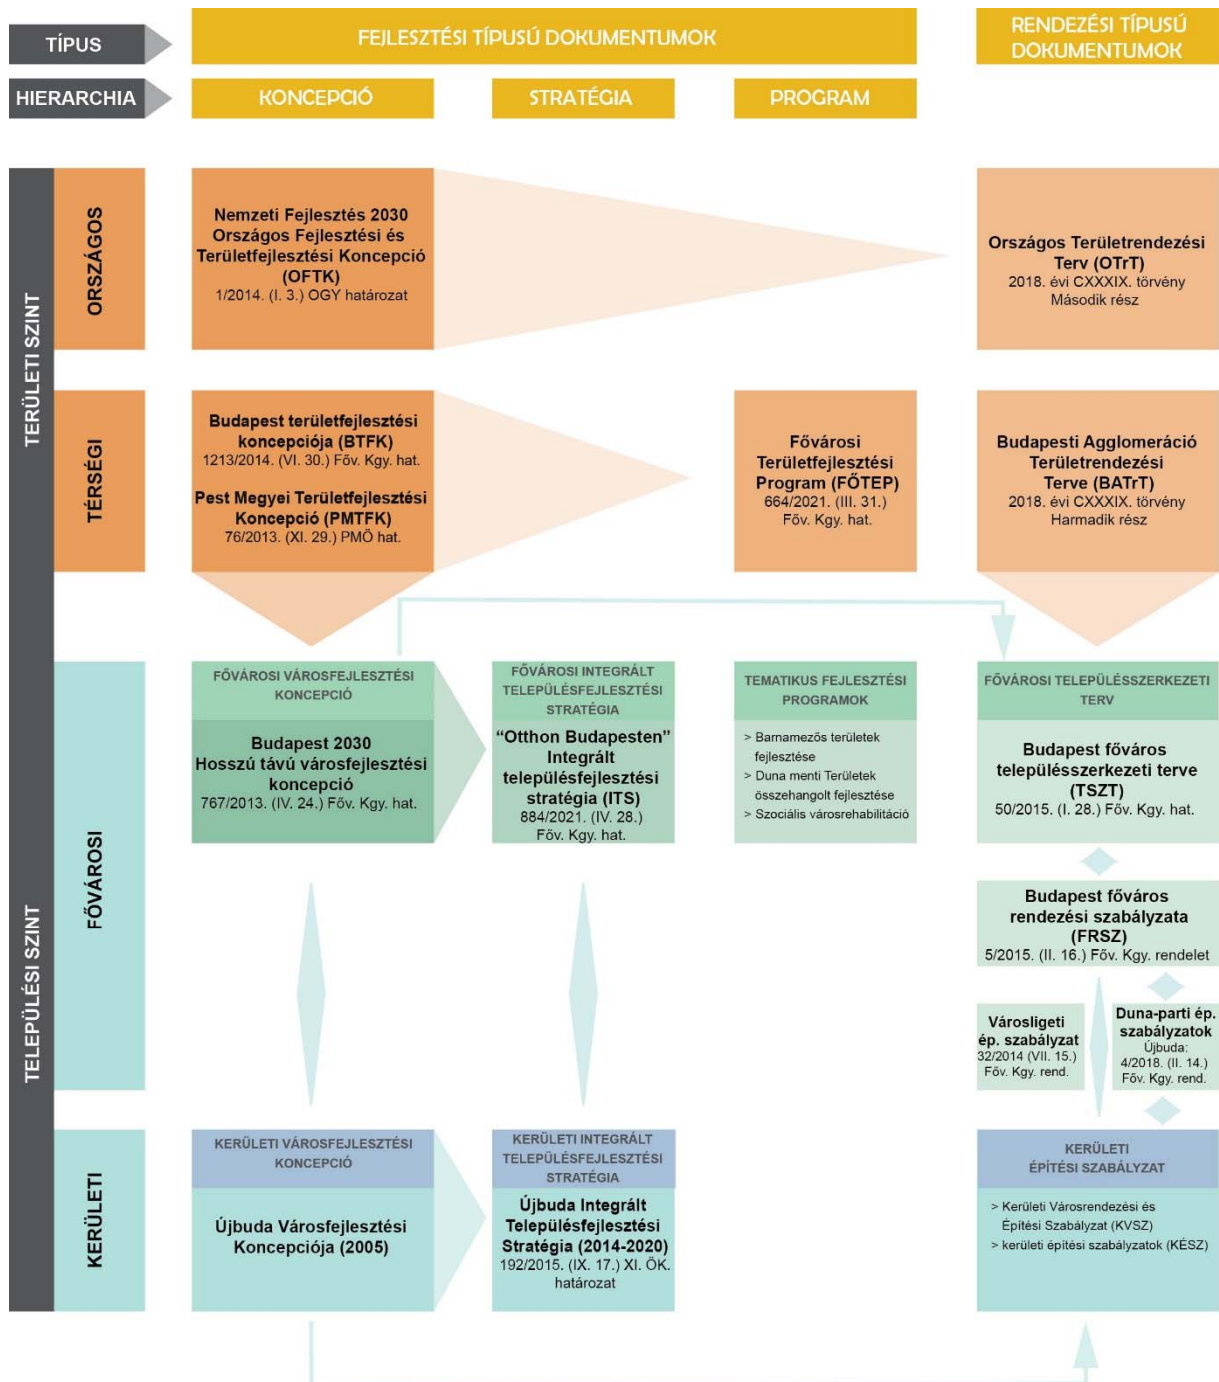 TÍPUS
FEJLESZTÉSI TÍPUSÚ DOKUMENTUMOK
RENDEZÉSI TÍPUSÚ
DOKUMENTUMOK
HIERARCHIA
KONCEPCIÓ
STRATÉGIA
PROGRAM
TERÜLETI SZINT
ORSZÁGOS
Nemzeti Fejlesztés 2030
Országos Fejlesztési és
Területfejlesztési Koncepció
(OFTK)
1/2014. (I. 3.) OGY határozat
Országos Területrendezési
Terv (OTrT)
2018. évi CXXXIX. törvény
Második rész
TÉRSÉGI
Budapest területfejlesztési
koncepciója (BTFK)
1213/2014. (VI. 30.) Föv. Kgy. hat.
Pest Megyei Területfejlesztési
Koncepció (PMTFK)
76/2013. (XI. 29.) PMÖ hat.
Fővárosi
Területfejlesztési
Program (FŐTEP)
664/2021. (III. 31.)
Föv. Kgy. hat.
Budapesti Agglomeráció
Területrendezési
Terve (BATrT)
2018. évi CXXXIX. törvény
Harmadik rész
TELEPÜLÉSI SZINT
FŐVÁROSI
FŐVÁROSI VÁROSFEJLESZTÉSI
KONCEPCIÓ
Budapest 2030
Hosszú távú városfejlesztési
koncepció
767/2013. (IV. 24.) Föv. Kgy. hat.
FŐVÁROSI INTEGRÁLT
TELEPÜLÉSFEJLESZTÉSI
STRATÉGIA
“Otthon Budapesten”
Integrált
településfejlesztési
stratégia (ITS)
884/2021. (IV. 28.)
Föv. Kgy. hat.
TEMATIKUS FEJLESZTÉSI
PROGRAMOK
> Barnamezős területek
fejlesztése
> Duna menti Területek
összehangolt fejlesztése
> Szociális városrehabilitáció
FŐVÁROSI TELEPÜLÉSSZERKEZETI
TERV
Budapest főváros
településszerkezeti terve
(TSZT)
50/2015. (I. 28.) Föv. Kgy. hat.
Budapest főváros
rendezési szabályzata
(FRSZ)
5/2015. (II. 16.) Föv. Kgy. rendelet
Városligeti
ép. szabályzat
32/2014 (VII. 15.)
Föv. Kgy. rend.
Duna-parti ép.
szabályzatok
Újbuda:
4/2018. (II. 14.)
Föv. Kgy. rend.
KERÜLETI
KERÜLETI VÁROSFEJLESZTÉSI
KONCEPCIÓ
Újbuda Városfejlesztési
Koncepciója (2005)
KERÜLETI INTEGRÁLT
TELEPÜLÉSFEJLESZTÉSI
STRATÉGIA
Újbuda Integrált
Településfejlesztési
Stratégia (2014-2020)
192/2015. (IX. 17.) XI. ÖK.
határozat
KERÜLETI
ÉPÍTÉSI SZABÁLYZAT
> Kerületi Városrendezési és
Építési Szabályzat (KVSZ)
> kerületi építési szabályzatok (KÉSZ)